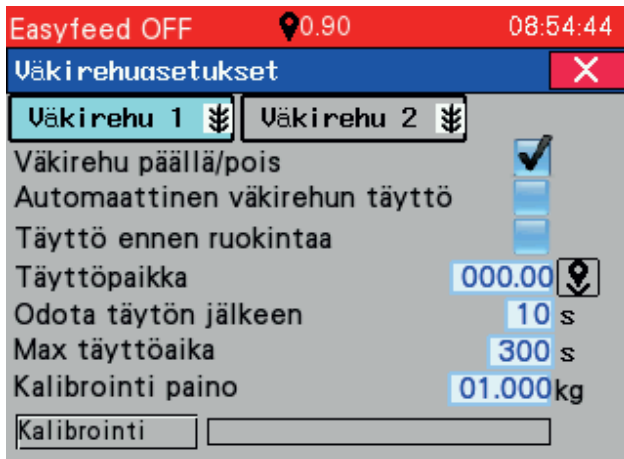 Easyfeed OFF 0.90 08:54:44
Väkirehuasetukset X
Väkirehu 1 Väkirehu 2
Väkirehu päällä/pois
Automaattinen väkirehun täyttö
Täyttö ennen ruokintaa
Täyttöpaikka 000.00
Odota täytön jälkeen 10 s
Max täyttöaika 300 s
Kalibrointi paino 01.000 kg
Kalibrointi